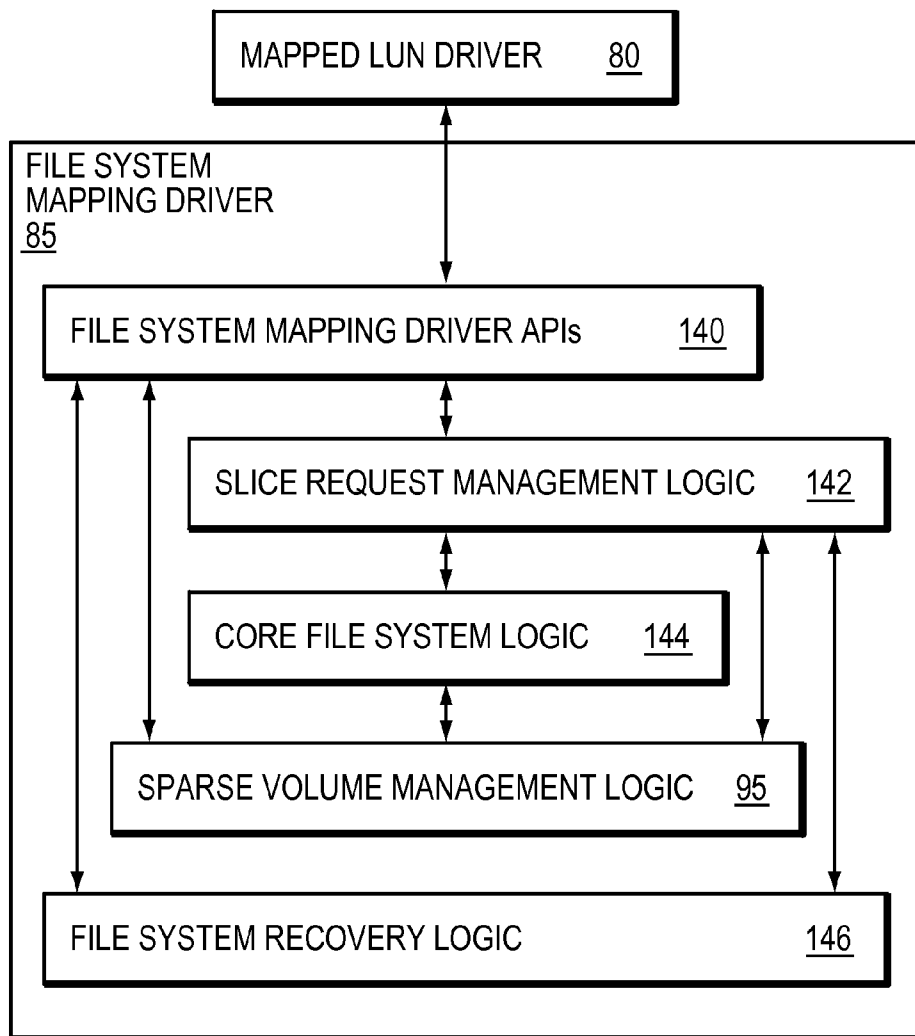 MAPPED LUN DRIVER 80
FILE SYSTEM
MAPPING DRIVER
85
FILE SYSTEM MAPPING DRIVER APIs 140
SLICE REQUEST MANAGEMENT LOGIC 142
CORE FILE SYSTEM LOGIC 144
SPARSE VOLUME MANAGEMENT LOGIC 95
FILE SYSTEM RECOVERY LOGIC 146